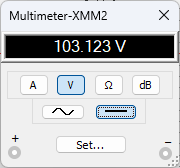 Multimeter-XMM2
103.123 V
A V Ω dB
+ −
Set...